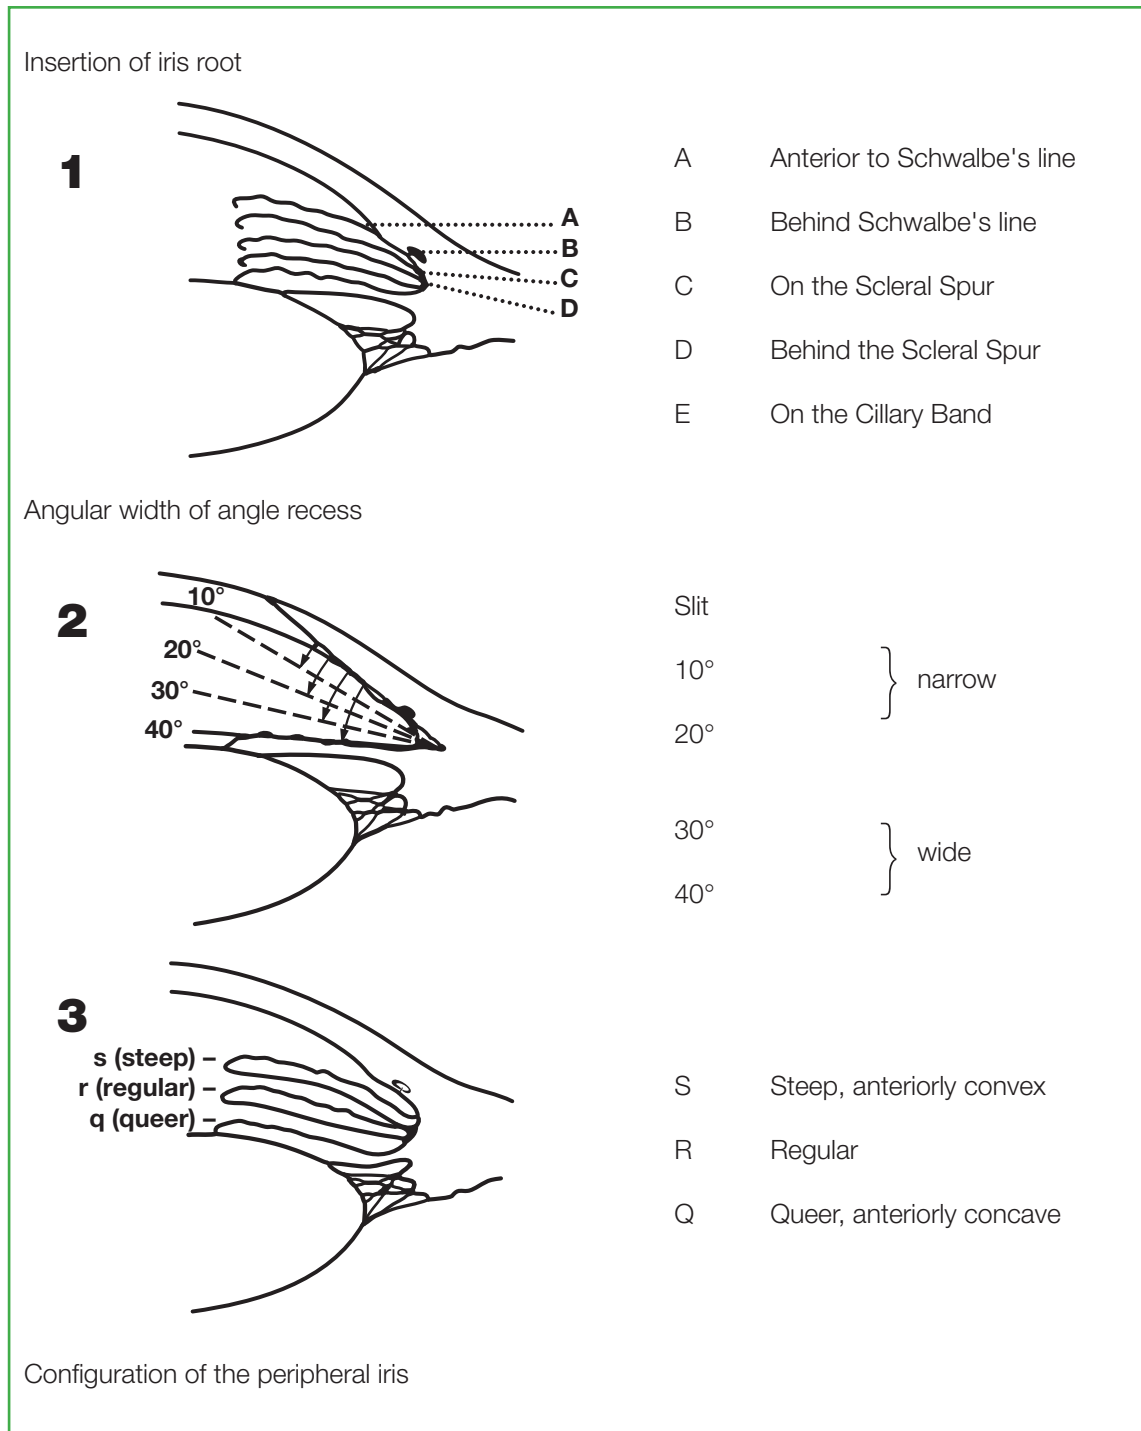 Insertion of iris root
1
A
B
C
D
A Anterior to Schwalbe's line
B Behind Schwalbe's line
C On the Scleral Spur
D Behind the Scleral Spur
E On the Cillary Band
Angular width of angle recess
2
10°
20°
30°
40°
Slit
10°
narrow
20°
30°
wide
40°
3
s (steep) –
r (regular) –
q (queer) –
S Steep, anteriorly convex
R Regular
Q Queer, anteriorly concave
Configuration of the peripheral iris